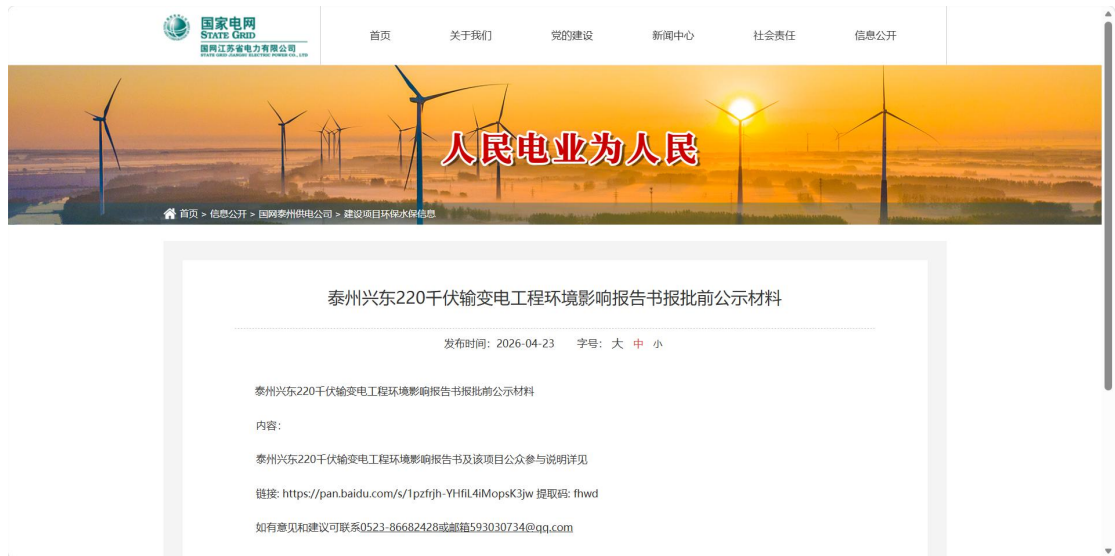 国家电网
STATE GRID
国网江苏省电力有限公司
STATE GRID JIANGSU ELECTRIC POWER CO., LTD
首页 关于我们 党的建设 新闻中心 社会责任 信息公开
人民电业为人民
首页 > 信息公开 > 国网泰州供电公司 > 建设项目环保水保信息
泰州兴东220千伏输变电工程环境影响报告书报批前公示材料
发布时间：2026-04-23 字号： 大 中 小
泰州兴东220千伏输变电工程环境影响报告书报批前公示材料
内容：
泰州兴东220千伏输变电工程环境影响报告书及该项目公众参与说明详见
链接: https://pan.baidu.com/s/1pzfrjh-YHfiL4iMopsK3jw 提取码: fhwd
如有意见和建议可联系0523-86682428或邮箱593030734@qq.com